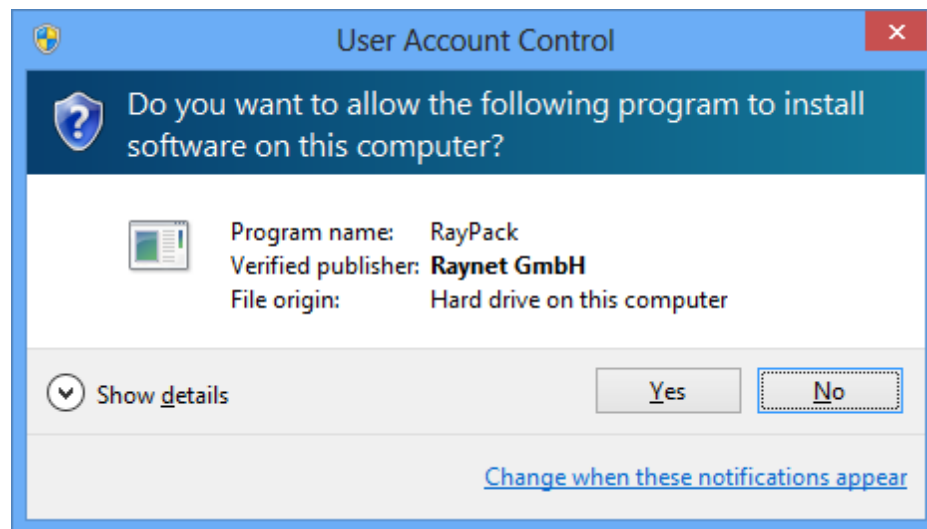 User Account Control
Do you want to allow the following program to install
software on this computer?
Program name: RayPack
Verified publisher: Raynet GmbH
File origin: Hard drive on this computer
Show details
Yes
No
Change when these notifications appear